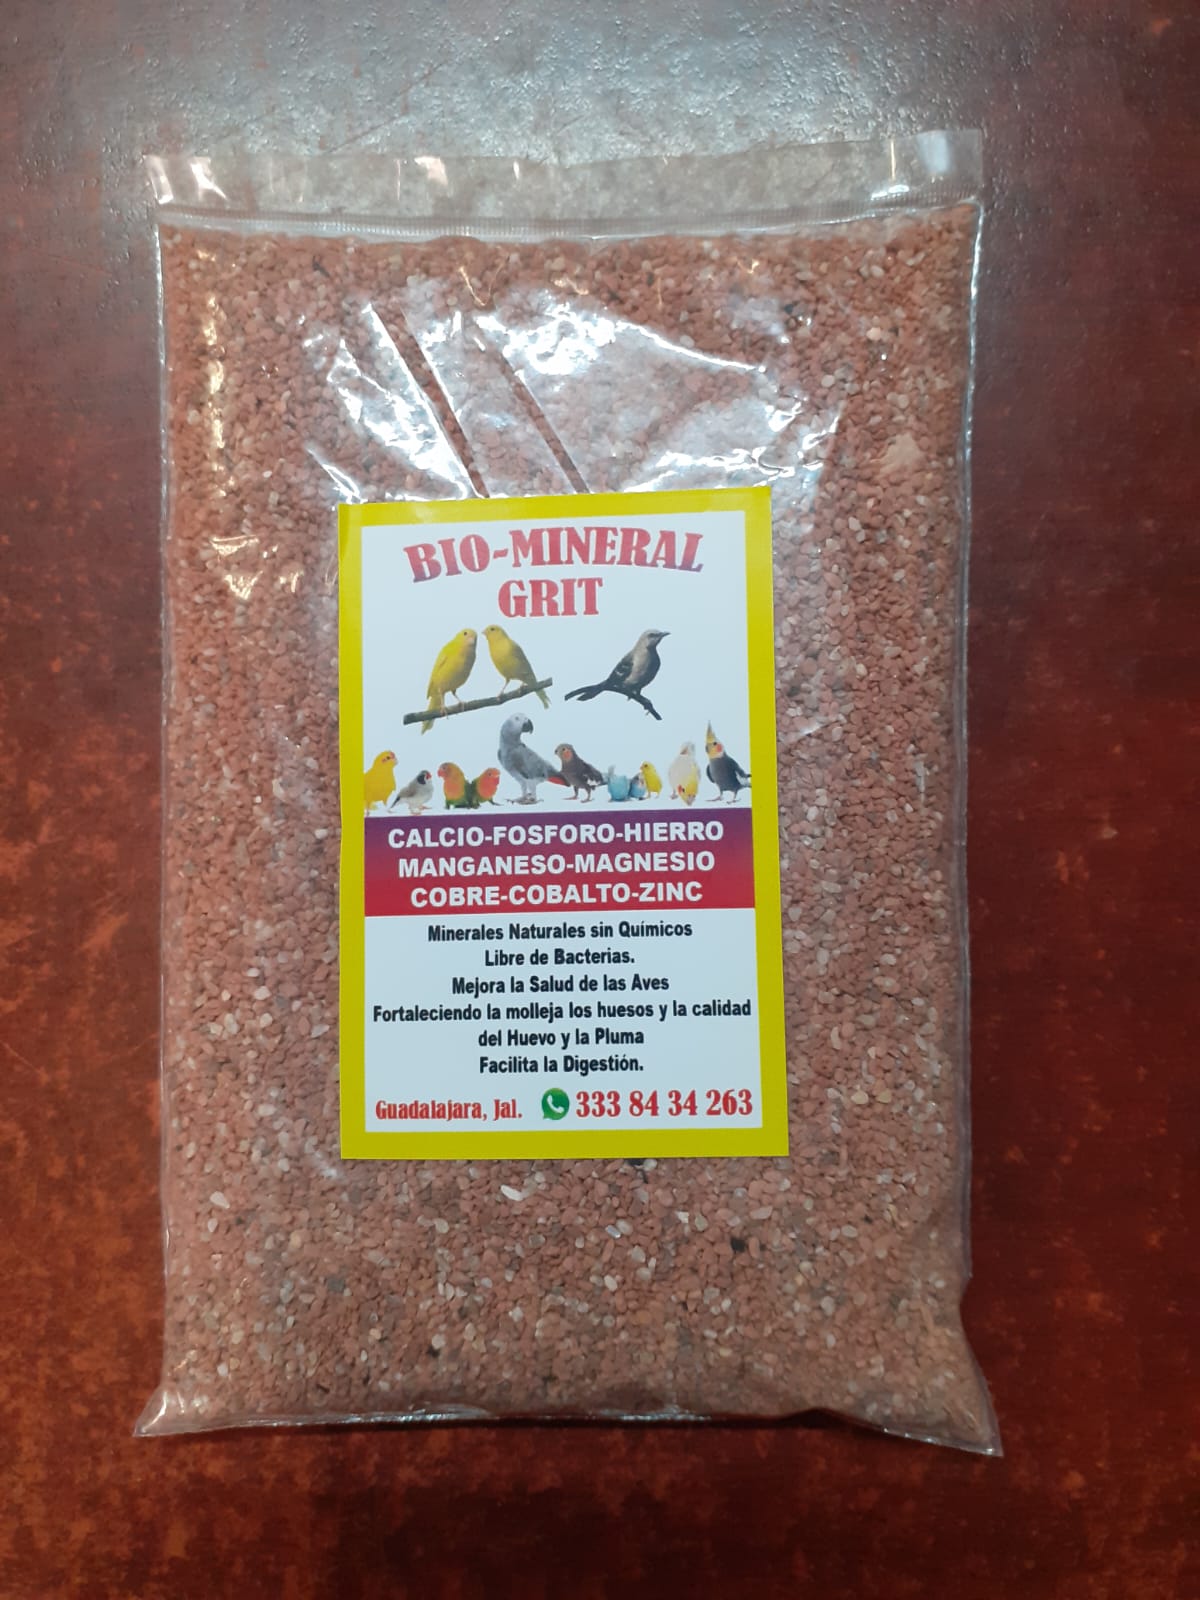 BIO-MINERAL
GRIT
CALCIO-FOSFORO-HIERRO
MANGANESO-MAGNESIO
COBRE-COBALTO-ZINC
Minerales Naturales sin Químicos
Libre de Bacterias.
Mejora la Salud de las Aves
Fortaleciendo la molleja los huesos y la calidad
del Huevo y la Pluma
Facilita la Digestión.
Guadalajara, Jal. 333 84 34 263